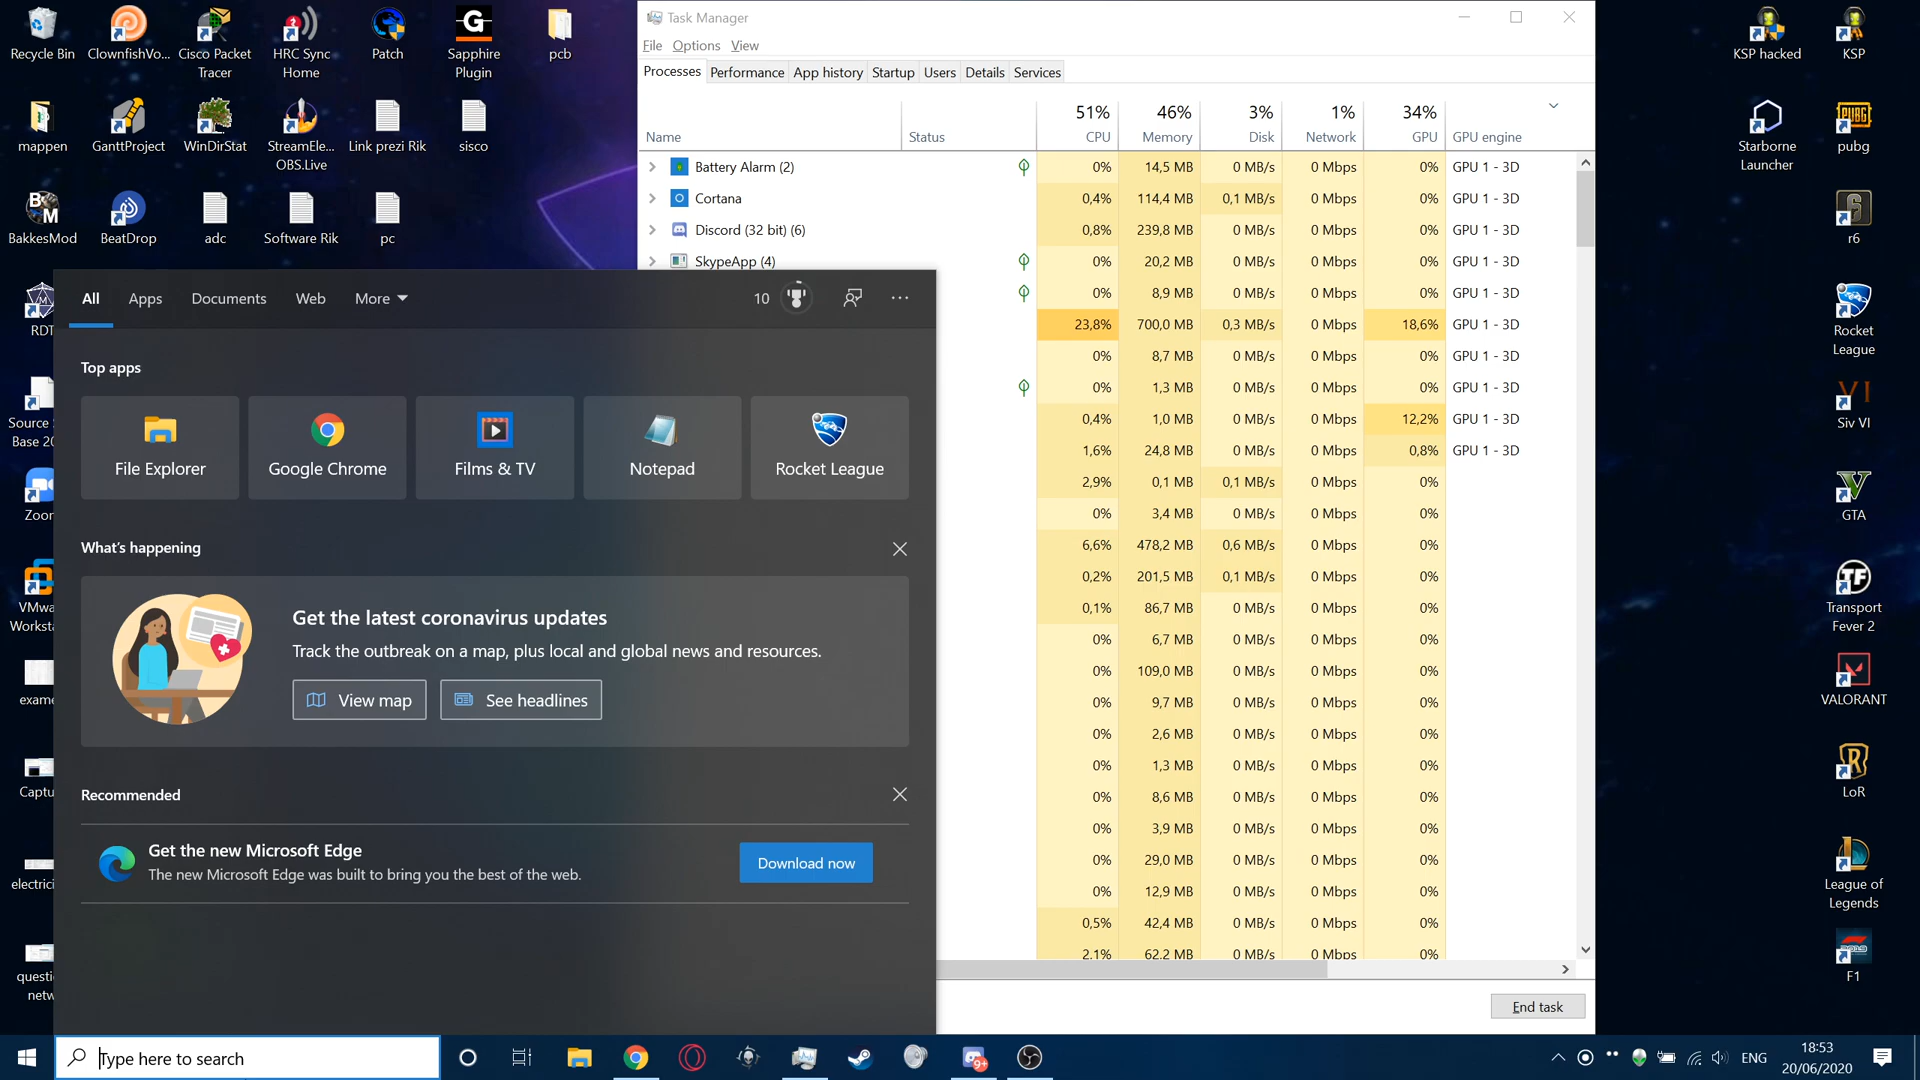 Recycle Bin
ClownfishVo...
Cisco Packet
Tracer
HRC Sync
Home
Patch
Sapphire
Plugin
pcb
mappen
GanttProject
WinDirStat
StreamEle...
OBS.Live
Link prezi Rik
sisco
BakkesMod
BeatDrop
adc
Software Rik
pc
RDT
Source
Base 20
Zoom
VMwa
Workst
exame
Captu
electrici
questi
netw
Task Manager
File Options View
Processes Performance App history Startup Users Details Services
51% 46% 3% 1% 34%
Name Status CPU Memory Disk Network GPU GPU engine
Battery Alarm (2) 0% 14,5 MB 0 MB/s 0 Mbps 0% GPU 1 - 3D
Cortana 0,4% 114,4 MB 0,1 MB/s 0 Mbps 0% GPU 1 - 3D
Discord (32 bit) (6) 0,8% 239,8 MB 0 MB/s 0 Mbps 0% GPU 1 - 3D
SkypeApp (4) 0% 20,2 MB 0 MB/s 0 Mbps 0% GPU 1 - 3D
0% 8,9 MB 0 MB/s 0 Mbps 0% GPU 1 - 3D
23,8% 700,0 MB 0,3 MB/s 0 Mbps 18,6% GPU 1 - 3D
0% 8,7 MB 0 MB/s 0 Mbps 0% GPU 1 - 3D
0% 1,3 MB 0 MB/s 0 Mbps 0% GPU 1 - 3D
0,4% 1,0 MB 0 MB/s 0 Mbps 12,2% GPU 1 - 3D
1,6% 24,8 MB 0 MB/s 0 Mbps 0,8% GPU 1 - 3D
2,9% 0,1 MB 0,1 MB/s 0 Mbps 0%
0% 3,4 MB 0 MB/s 0 Mbps 0%
6,6% 478,2 MB 0,6 MB/s 0 Mbps 0%
0,2% 201,5 MB 0,1 MB/s 0 Mbps 0%
0,1% 86,7 MB 0 MB/s 0 Mbps 0%
0% 6,7 MB 0 MB/s 0 Mbps 0%
0% 109,0 MB 0 MB/s 0 Mbps 0%
0% 9,7 MB 0 MB/s 0 Mbps 0%
0% 2,6 MB 0 MB/s 0 Mbps 0%
0% 1,3 MB 0 MB/s 0 Mbps 0%
0% 8,6 MB 0 MB/s 0 Mbps 0%
0% 3,9 MB 0 MB/s 0 Mbps 0%
0% 29,0 MB 0 MB/s 0 Mbps 0%
0% 12,9 MB 0 MB/s 0 Mbps 0%
0,5% 42,4 MB 0 MB/s 0 Mbps 0%
2,1% 62,2 MB 0 MB/s 0 Mbps 0%
End task
All Apps Documents Web More 10
Top apps
File Explorer
Google Chrome
Films & TV
Notepad
Rocket League
What's happening
Get the latest coronavirus updates
Track the outbreak on a map, plus local and global news and resources.
View map See headlines
Recommended
Get the new Microsoft Edge
The new Microsoft Edge was built to bring you the best of the web.
Download now
KSP hacked
KSP
Starborne
Launcher
pubg
r6
Rocket
League
Siv VI
GTA
Transport
Fever 2
VALORANT
LoR
League of
Legends
F1
Type here to search
9+
ENG
18:53
20/06/2020